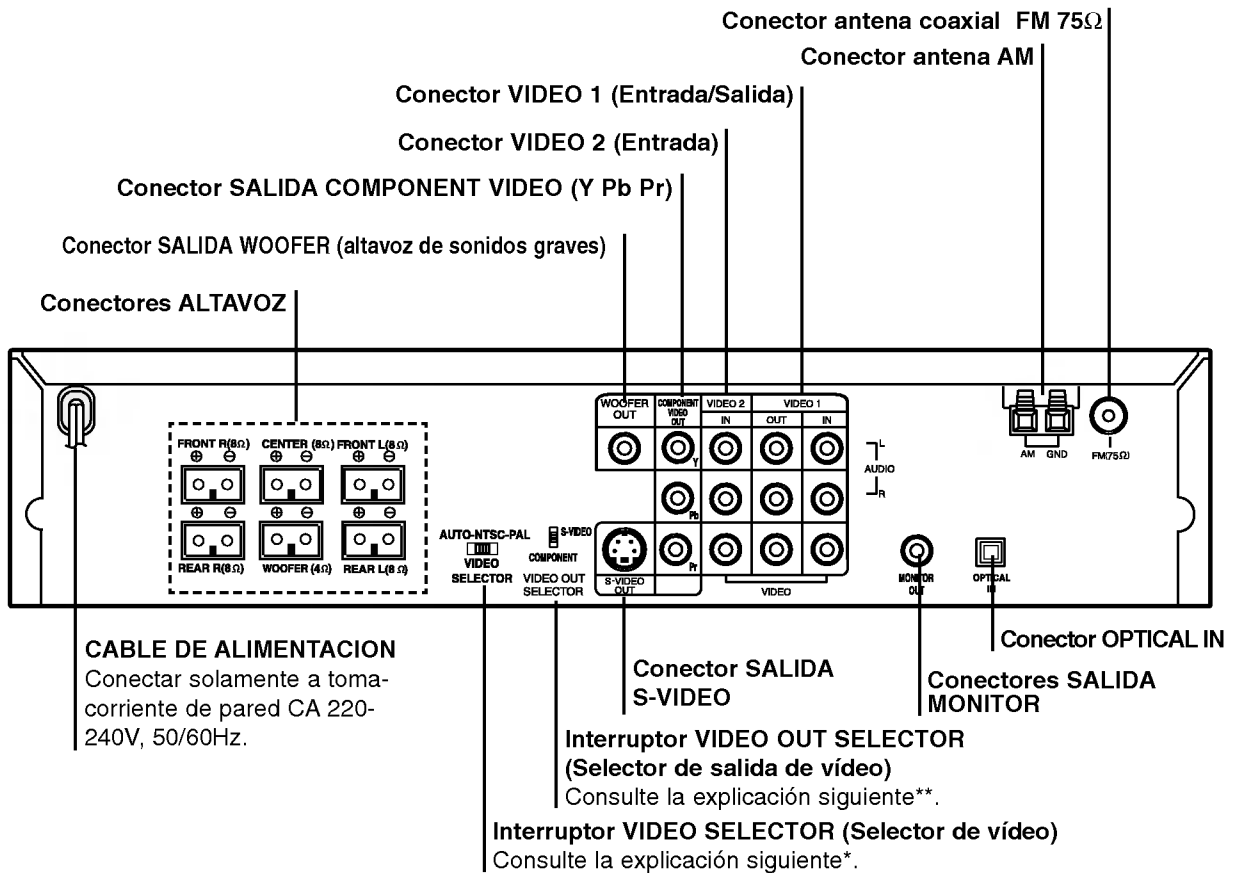 Conector antena coaxial FM 75Ω
Conector antena AM
Conector VIDEO 1 (Entrada/Salida)
Conector VIDEO 2 (Entrada)
Conector SALIDA COMPONENT VIDEO (Y Pb Pr)
Conector SALIDA WOOFER (altavoz de sonidos graves)
Conectores ALTAVOZ
WOOFER
OUT
COMPONENT
VIDEO
OUT
VIDEO 2
VIDEO 1
IN
OUT
IN
FRONT R(8Ω)
CENTER (8Ω)
FRONT L(8Ω)
⊕ ⊖
⊕ ⊖
⊕ ⊖
Y
L
AUDIO
R
AM GND
FM(75Ω)
⊕ ⊖
⊕ ⊖
⊕ ⊖
Pb
REAR R(8Ω)
WOOFER (4Ω)
REAR L(8Ω)
AUTO-NTSC-PAL
VIDEO
SELECTOR
S-VIDEO
COMPONENT
VIDEO OUT
SELECTOR
Pr
S-VIDEO
OUT
VIDEO
MONITOR
OUT
OPTICAL
IN
CABLE DE ALIMENTACION
Conectar solamente a toma-
corriente de pared CA 220-
240V, 50/60Hz.
Conector SALIDA
S-VIDEO
Conectores SALIDA
MONITOR
Conector OPTICAL IN
Interruptor VIDEO OUT SELECTOR
(Selector de salida de vídeo)
Consulte la explicación siguiente**.
Interruptor VIDEO SELECTOR (Selector de vídeo)
Consulte la explicación siguiente*.